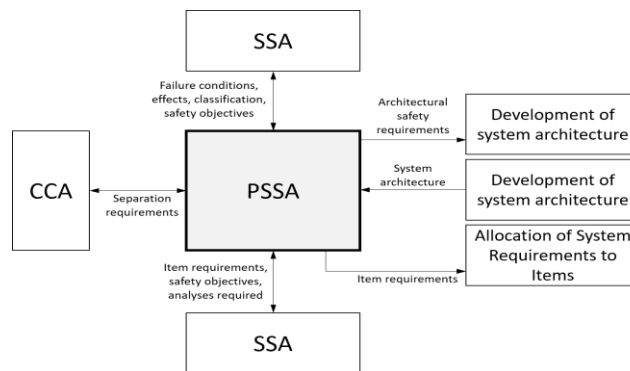 SSA
Failure conditions,
effects, classification,
safety objectives
Architectural
safety
requirements
Development of
system architecture
CCA
Separation
requirements
PSSA
System
architecture
Development of
system architecture
Allocation of System
Requirements to
Items
Item requirements,
safety objectives,
analyses required
Item requirements
SSA